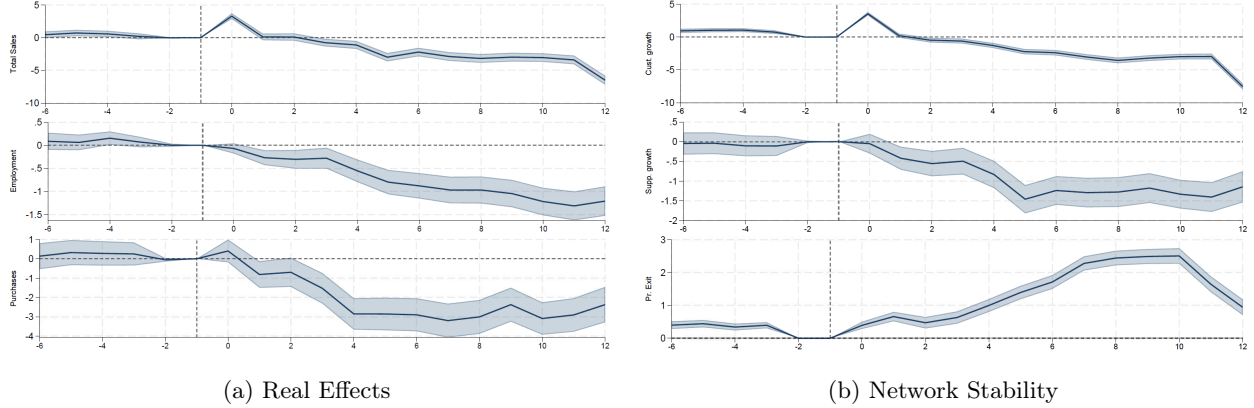 Total Sales
5
0
-5
-10
-6 -4 -2 0 2 4 6 8 10 12
Employment
.5
0
-.5
-1
-1.5
-6 -4 -2 0 2 4 6 8 10 12
Purchases
1
0
-1
-2
-3
-4
-6 -4 -2 0 2 4 6 8 10 12
(a) Real Effects
Cust. growth
5
0
-5
-10
-6 -4 -2 0 2 4 6 8 10 12
Supp. growth
.5
0
-.5
-1
-1.5
-2
-6 -4 -2 0 2 4 6 8 10 12
Pr. Exit
3
2
1
0
-6 -4 -2 0 2 4 6 8 10 12
(b) Network Stability